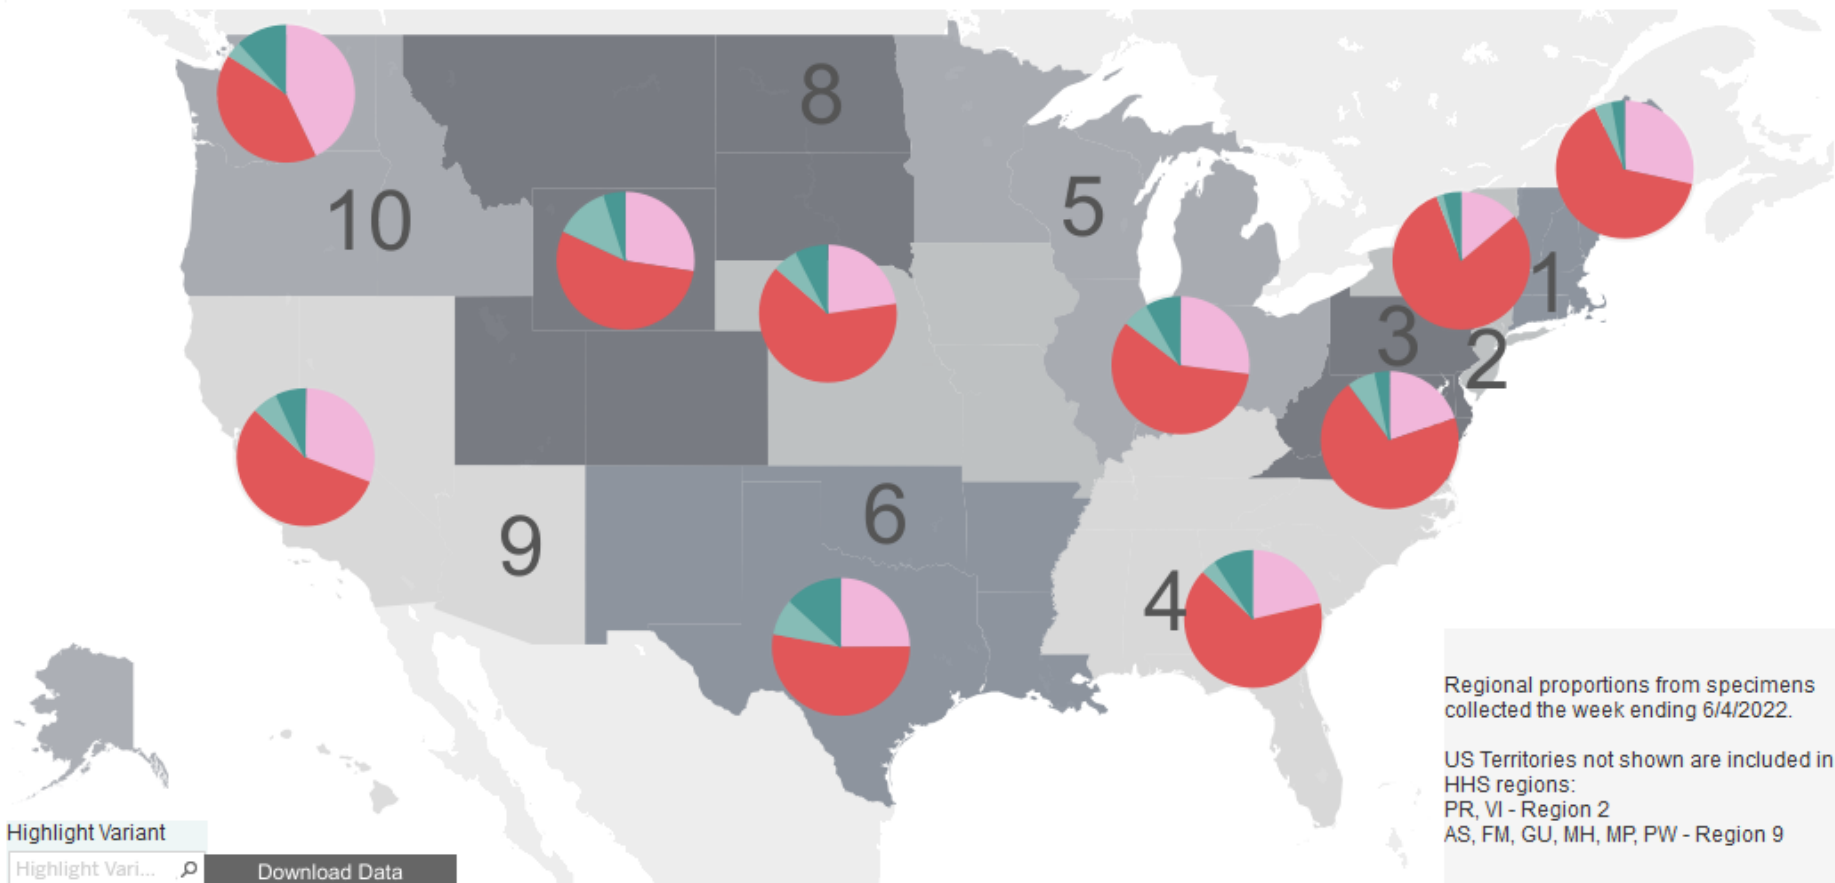 8
10
5
1
3
2
6
9
4
Regional proportions from specimens
collected the week ending 6/4/2022.
US Territories not shown are included in
HHS regions:
PR, VI - Region 2
AS, FM, GU, MH, MP, PW - Region 9
Highlight Variant
Highlight Vari...
Download Data